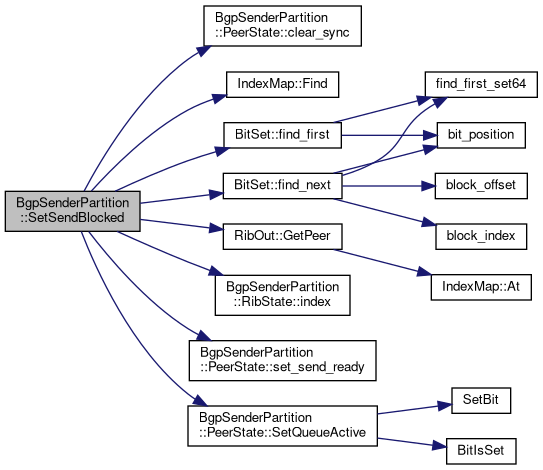 BgpSenderPartition
::PeerState::clear_sync
IndexMap::Find
find_first_set64
BitSet::find_first
bit_position
BitSet::find_next
block_offset
BgpSenderPartition
::SetSendBlocked
RibOut::GetPeer
block_index
BgpSenderPartition
::RibState::index
IndexMap::At
BgpSenderPartition
::PeerState::set_send_ready
BgpSenderPartition
::PeerState::SetQueueActive
SetBit
BitIsSet